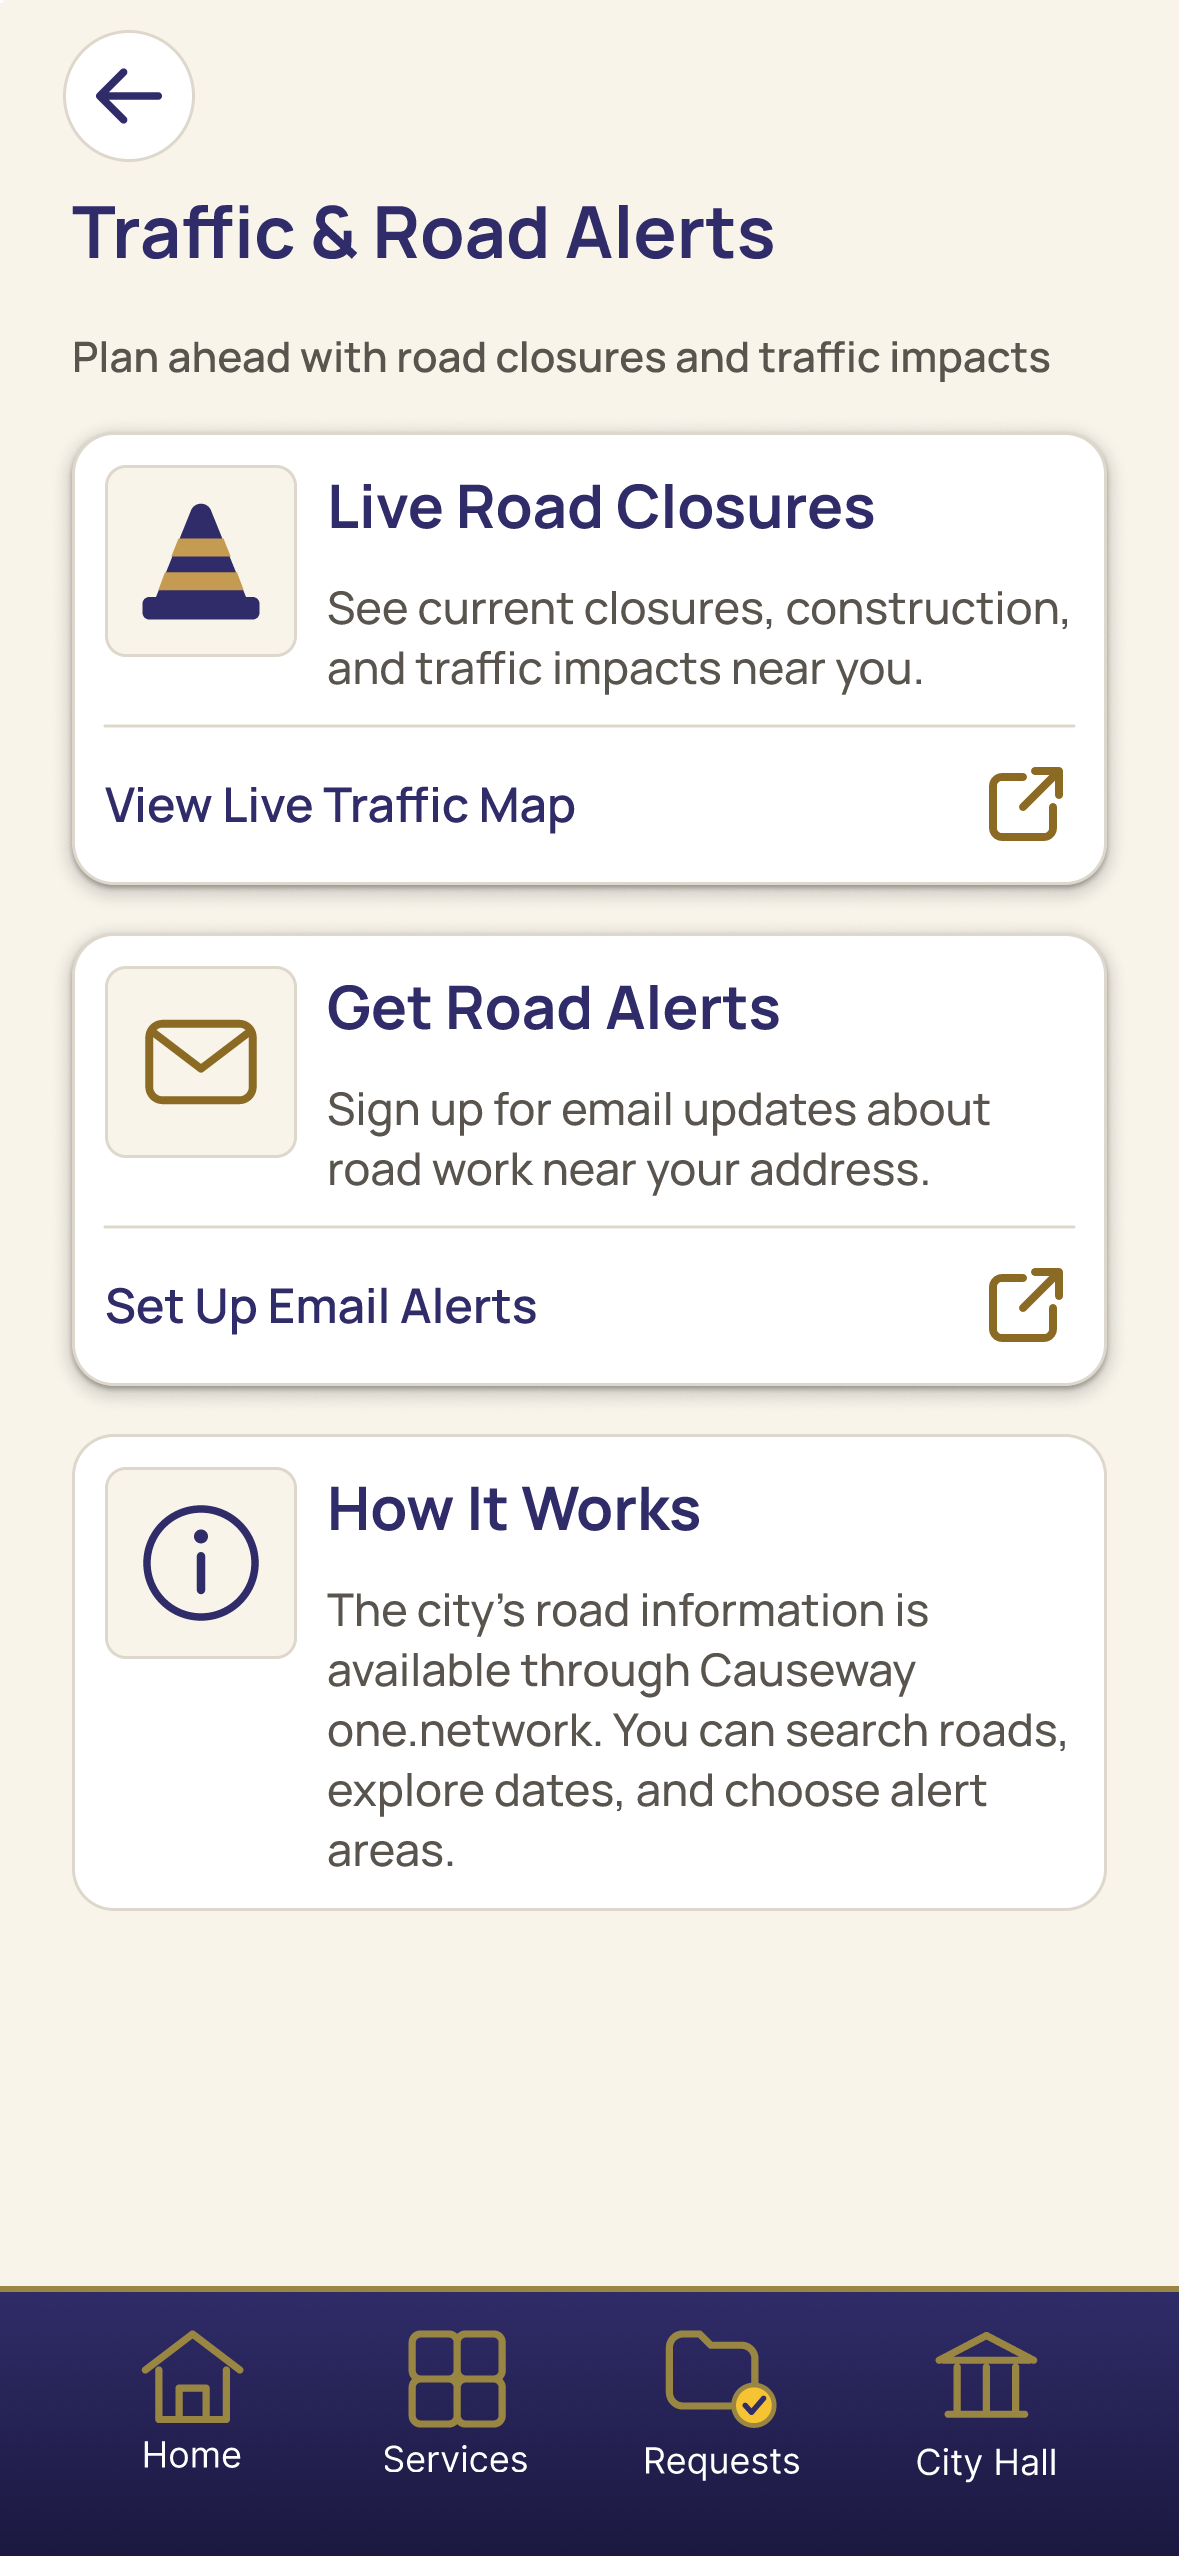 Traffic & Road Alerts
Plan ahead with road closures and traffic impacts
Live Road Closures
See current closures, construction,
and traffic impacts near you.
View Live Traffic Map
Get Road Alerts
Sign up for email updates about
road work near your address.
Set Up Email Alerts
How It Works
The city’s road information is
available through Causeway
one.network. You can search roads,
explore dates, and choose alert
areas.
Home
Services
Requests
City Hall